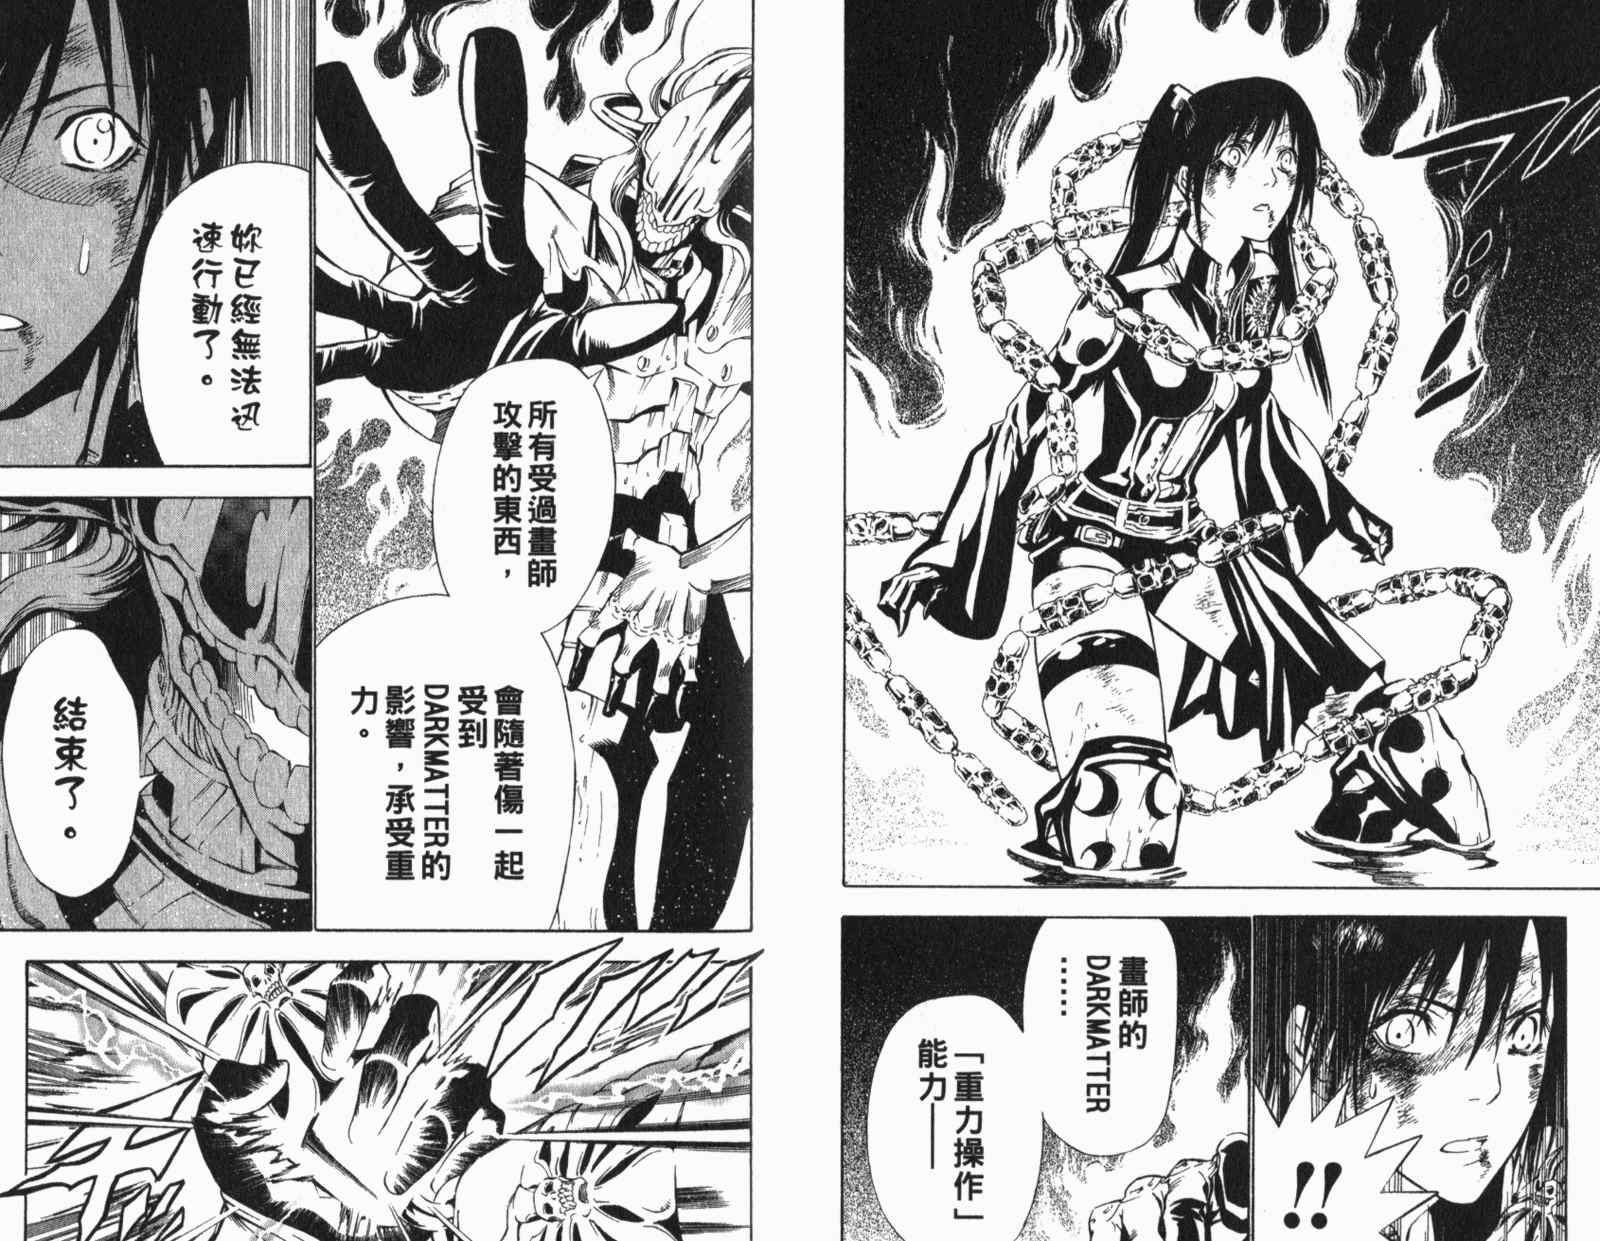 !!
畫師的
DARKMATTER
……
「重力操作」
能力——
所有受過畫師
攻擊的東西，
會隨著傷一起
受到
DARKMATTER的
影響，承受重
力。
妳已經無法迅
速行動了。
結束了。